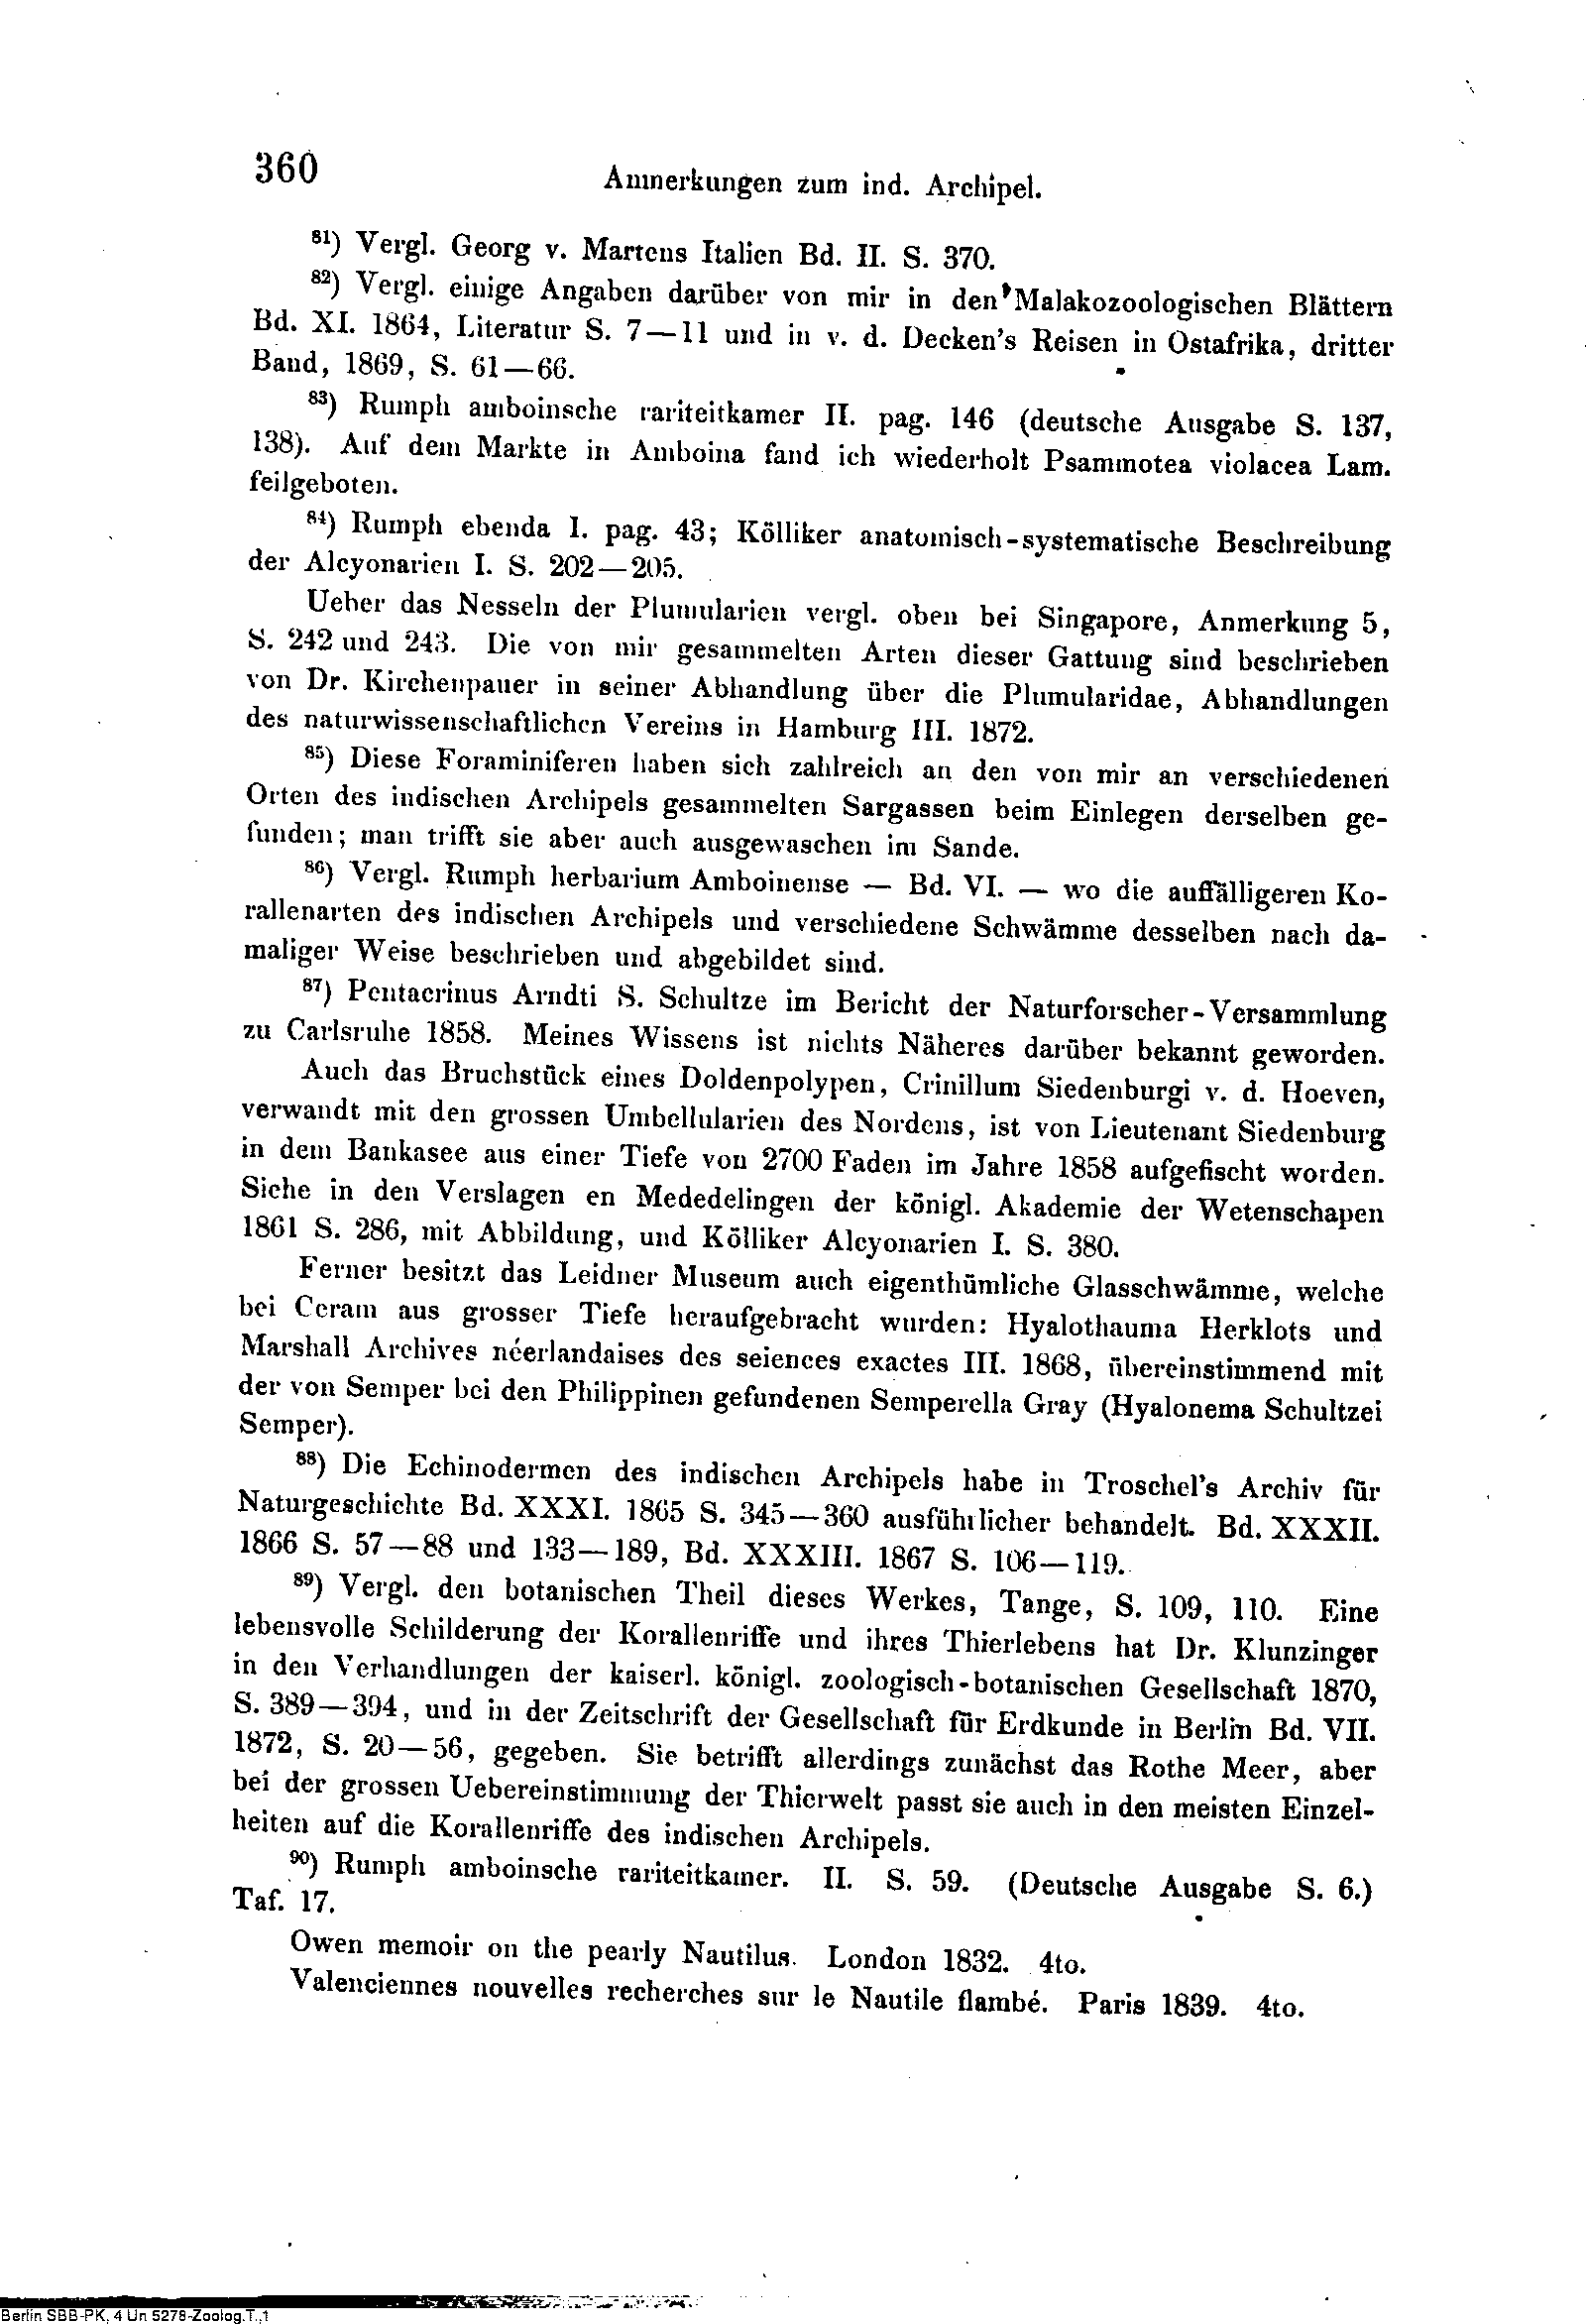 360
Anmerkungen zum ind. Archipel.
81) Vergl. Georg v. Martens Italien Bd. II. S. 370.
82) Vergl. einige Angaben darüber von mir in den Malakozoologischen Blättern
Bd. XI. 1864, Literatur S. 7—11 und in v. d. Decken's Reisen in Ostafrika, dritter
Band, 1869, S. 61—66.
83) Rumph amboinsche rariteitkamer II. pag. 146 (deutsche Ausgabe S. 137,
138). Auf dem Markte in Amboina fand ich wiederholt Psammotea violacea Lam.
feilgeboten.
84) Rumph ebenda I. pag. 43; Kölliker anatomisch-systematische Beschreibung
der Alcyonarien I. S. 202—205.
Ueber das Nesseln der Plumularien vergl. oben bei Singapore, Anmerkung 5,
S. 242 und 243. Die von mir gesammelten Arten dieser Gattung sind beschrieben
von Dr. Kirchenpauer in seiner Abhandlung über die Plumularidae, Abhandlungen
des naturwissenschaftlichen Vereins in Hamburg III. 1872.
85) Diese Foraminiferen haben sich zahlreich an den von mir an verschiedenen
Orten des indischen Archipels gesammelten Sargassen beim Einlegen derselben ge-
funden; man trifft sie aber auch ausgewaschen im Sande.
86) Vergl. Rumph herbarium Amboinense — Bd. VI. — wo die auffälligeren Ko-
rallenarten des indischen Archipels und verschiedene Schwämme desselben nach da-
maliger Weise beschrieben und abgebildet sind.
87) Pentacrinus Arndti S. Schultze im Bericht der Naturforscher-Versammlung
zu Carlsruhe 1858. Meines Wissens ist nichts Näheres darüber bekannt geworden.
Auch das Bruchstück eines Doldenpolypen, Crinillum Siedenburgi v. d. Hoeven,
verwandt mit den grossen Umbellularien des Nordens, ist von Lieutenant Siedenburg
in dem Bankasee aus einer Tiefe von 2700 Faden im Jahre 1858 aufgefischt worden.
Siehe in den Verslagen en Mededelingen der königl. Akademie der Wetenschapen
1861 S. 286, mit Abbildung, und Kölliker Alcyonarien I. S. 380.
Ferner besitzt das Leidner Museum auch eigenthümliche Glasschwämme, welche
bei Ceram aus grosser Tiefe heraufgebracht wurden: Hyalothauma Herklots und
Marshall Archives néerlandaises des seiences exactes III. 1868, übereinstimmend mit
der von Semper bei den Philippinen gefundenen Semperella Gray (Hyalonema Schultzei
Semper).
88) Die Echinodermen des indischen Archipels habe in Troschel's Archiv für
Naturgeschichte Bd. XXXI. 1865 S. 345—360 ausführlicher behandelt. Bd. XXXII.
1866 S. 57—88 und 133—189, Bd. XXXIII. 1867 S. 106—119.
89) Vergl. den botanischen Theil dieses Werkes, Tange, S. 109, 110. Eine
lebensvolle Schilderung der Korallenriffe und ihres Thierlebens hat Dr. Klunzinger
in den Verhandlungen der kaiserl. königl. zoologisch-botanischen Gesellschaft 1870,
S. 389—394, und in der Zeitschrift der Gesellschaft für Erdkunde in Berlin Bd. VII.
1872, S. 20—56, gegeben. Sie betrifft allerdings zunächst das Rothe Meer, aber
bei der grossen Uebereinstimmung der Thierwelt passt sie auch in den meisten Einzel-
heiten auf die Korallenriffe des indischen Archipels.
90) Rumph amboinsche rariteitkamer. II. S. 59. (Deutsche Ausgabe S. 6.)
Taf. 17.
Owen memoir on the pearly Nautilus. London 1832. 4to.
Valenciennes nouvelles recherches sur le Nautile flambé. Paris 1839. 4to.
Berlin SBB-PK, 4 Un 5278-Zoolog.T.,1